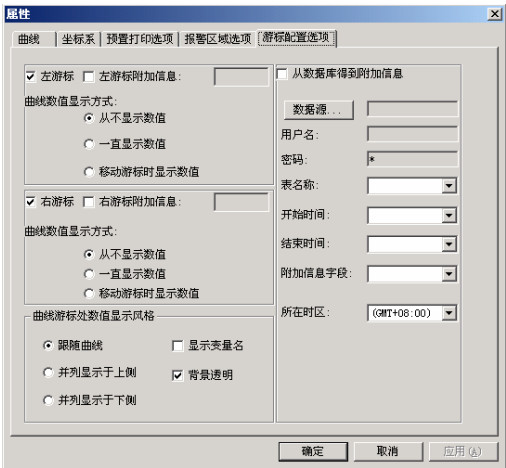 属性
曲线 坐标系 预置打印选项 报警区域选项 游标配置选项
左游标 左游标附加信息:
曲线数值显示方式:
从不显示数值
一直显示数值
移动游标时显示数值
右游标 右游标附加信息:
曲线数值显示方式:
从不显示数值
一直显示数值
移动游标时显示数值
曲线游标处数值显示风格
跟随曲线 显示变量名
并列显示于上侧 背景透明
并列显示于下侧
从数据库得到附加信息
数据源...
用户名:
密码: *
表名称:
开始时间:
结束时间:
附加信息字段:
所在时区: (GMT+08:00)
确定 取消 应用(A)